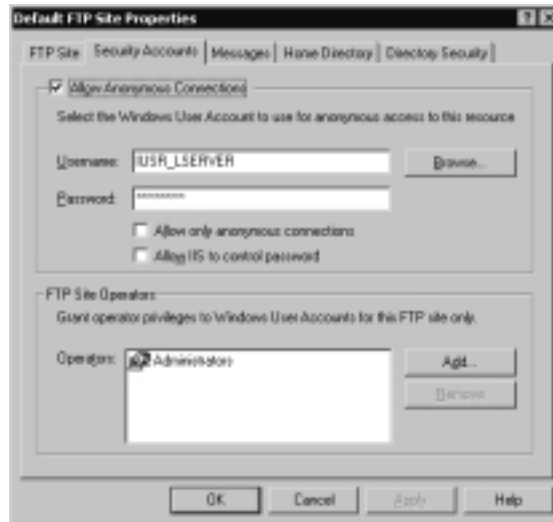 Default FTP Site Properties
FTP Site Security Accounts Messages Home Directory Directory Security
Allow Anonymous Connections
Select the Windows User Account to use for anonymous access to this resource
Username: IUSR_LSERVER Browse...
Password: ********
Allow only anonymous connections
Allow IIS to control password
FTP Site Operators
Grant operator privileges to Windows User Accounts for this FTP site only.
Operators: Administrators Add...
Remove
OK Cancel Apply Help